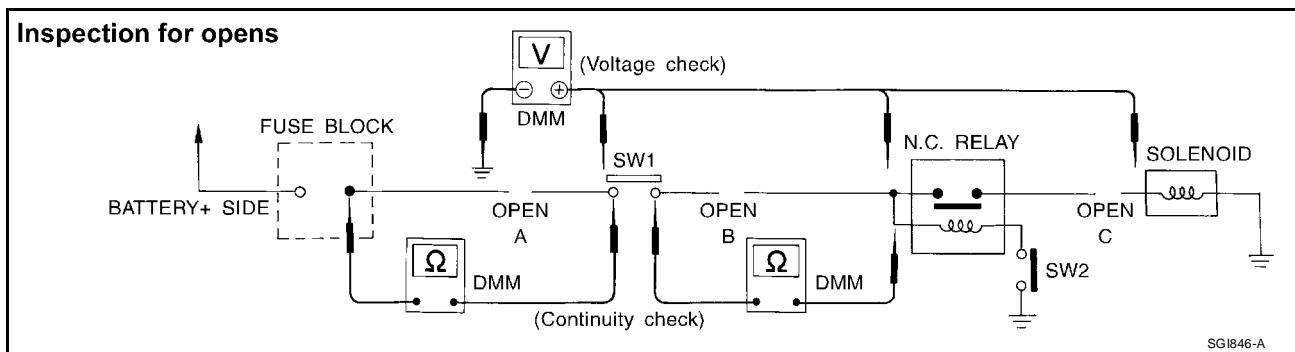 Inspection for opens
V
(Voltage check)
− +
DMM
FUSE BLOCK
N.C. RELAY
SW1
SOLENOID
BATTERY+ SIDE
OPEN
A
OPEN
B
OPEN
C
Ω
DMM
Ω
DMM
SW2
(Continuity check)
SGI846-A